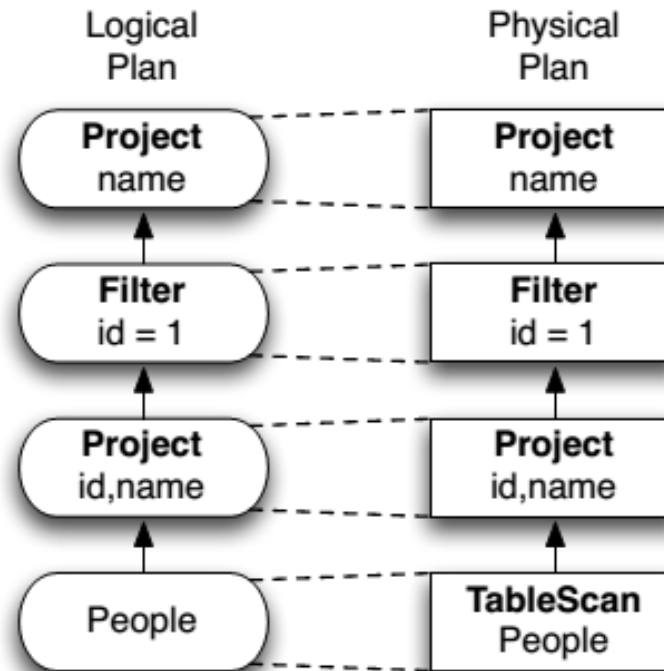 Logical
Plan
Project
name
Filter
id = 1
Project
id,name
People
Physical
Plan
Project
name
Filter
id = 1
Project
id,name
TableScan
People